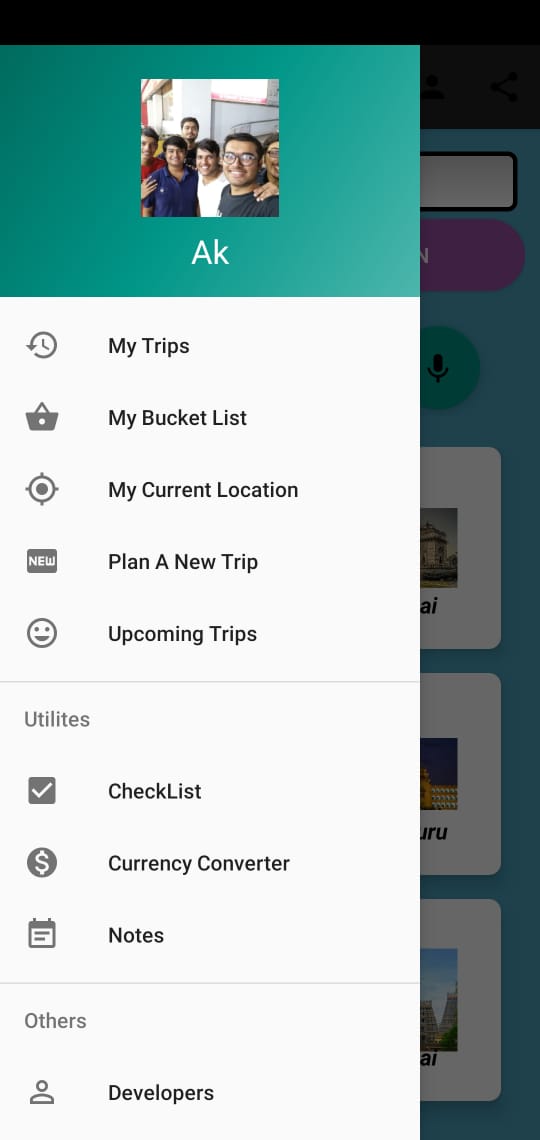 Ak
My Trips
My Bucket List
My Current Location
NEW
Plan A New Trip
Upcoming Trips
Utilites
CheckList
Currency Converter
Notes
Others
Developers
N
ai
uru
ai